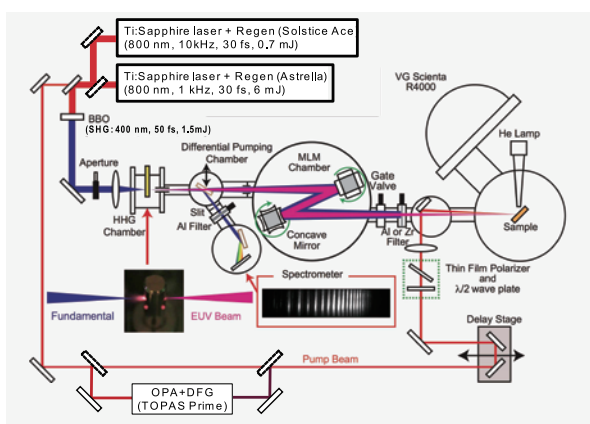 Ti:Sapphire laser + Regen (Solstice Ace)
(800 nm, 10kHz, 30 fs, 0.7 mJ)
Ti:Sapphire laser + Regen (Astrella)
(800 nm, 1 kHz, 30 fs, 6 mJ)
VG Scienta
R4000
BBO
(SHG: 400 nm, 50 fs, 1.5mJ)
He Lamp
Differential Pumping
Chamber
MLM
Chamber
Aperture
Gate
Valve
HHG
Chamber
Slit
Al Filter
Concave
Mirror
Al or Zr
Filter
Sample
Spectrometer
Thin Film Polarizer
and
λ/2 wave plate
Fundamental
EUV Beam
Delay Stage
Pump Beam
OPA+DFG
(TOPAS Prime)